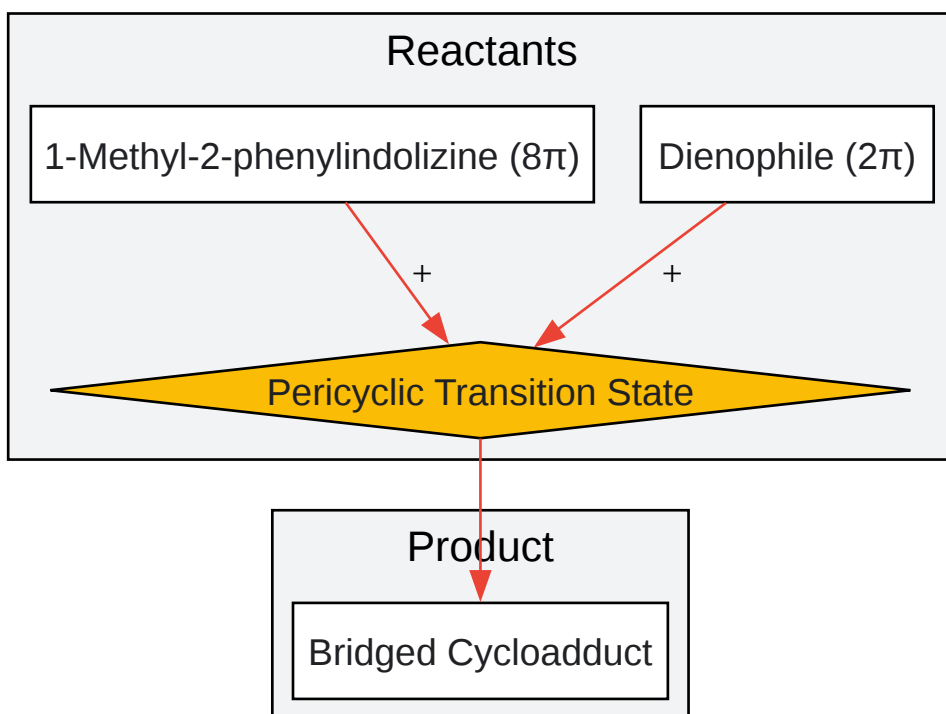 Reactants
1-Methyl-2-phenylindolizine (8π)
Dienophile (2π)
+
+
Pericyclic Transition State
Product
Bridged Cycloadduct